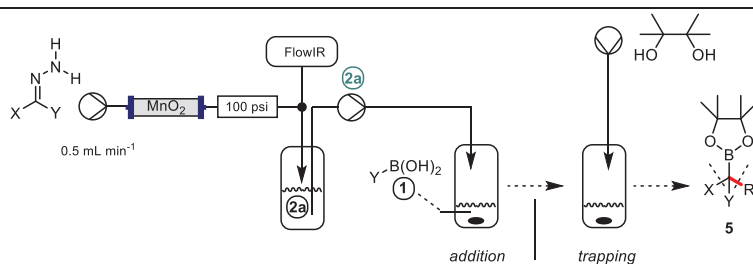 H
N
N
H
X
Y
0.5 mL min⁻¹
MnO₂
100 psi
FlowIR
2a
2a
Y
B(OH)₂
1
addition
trapping
HO
OH
O
O
B
X
Y
R
5